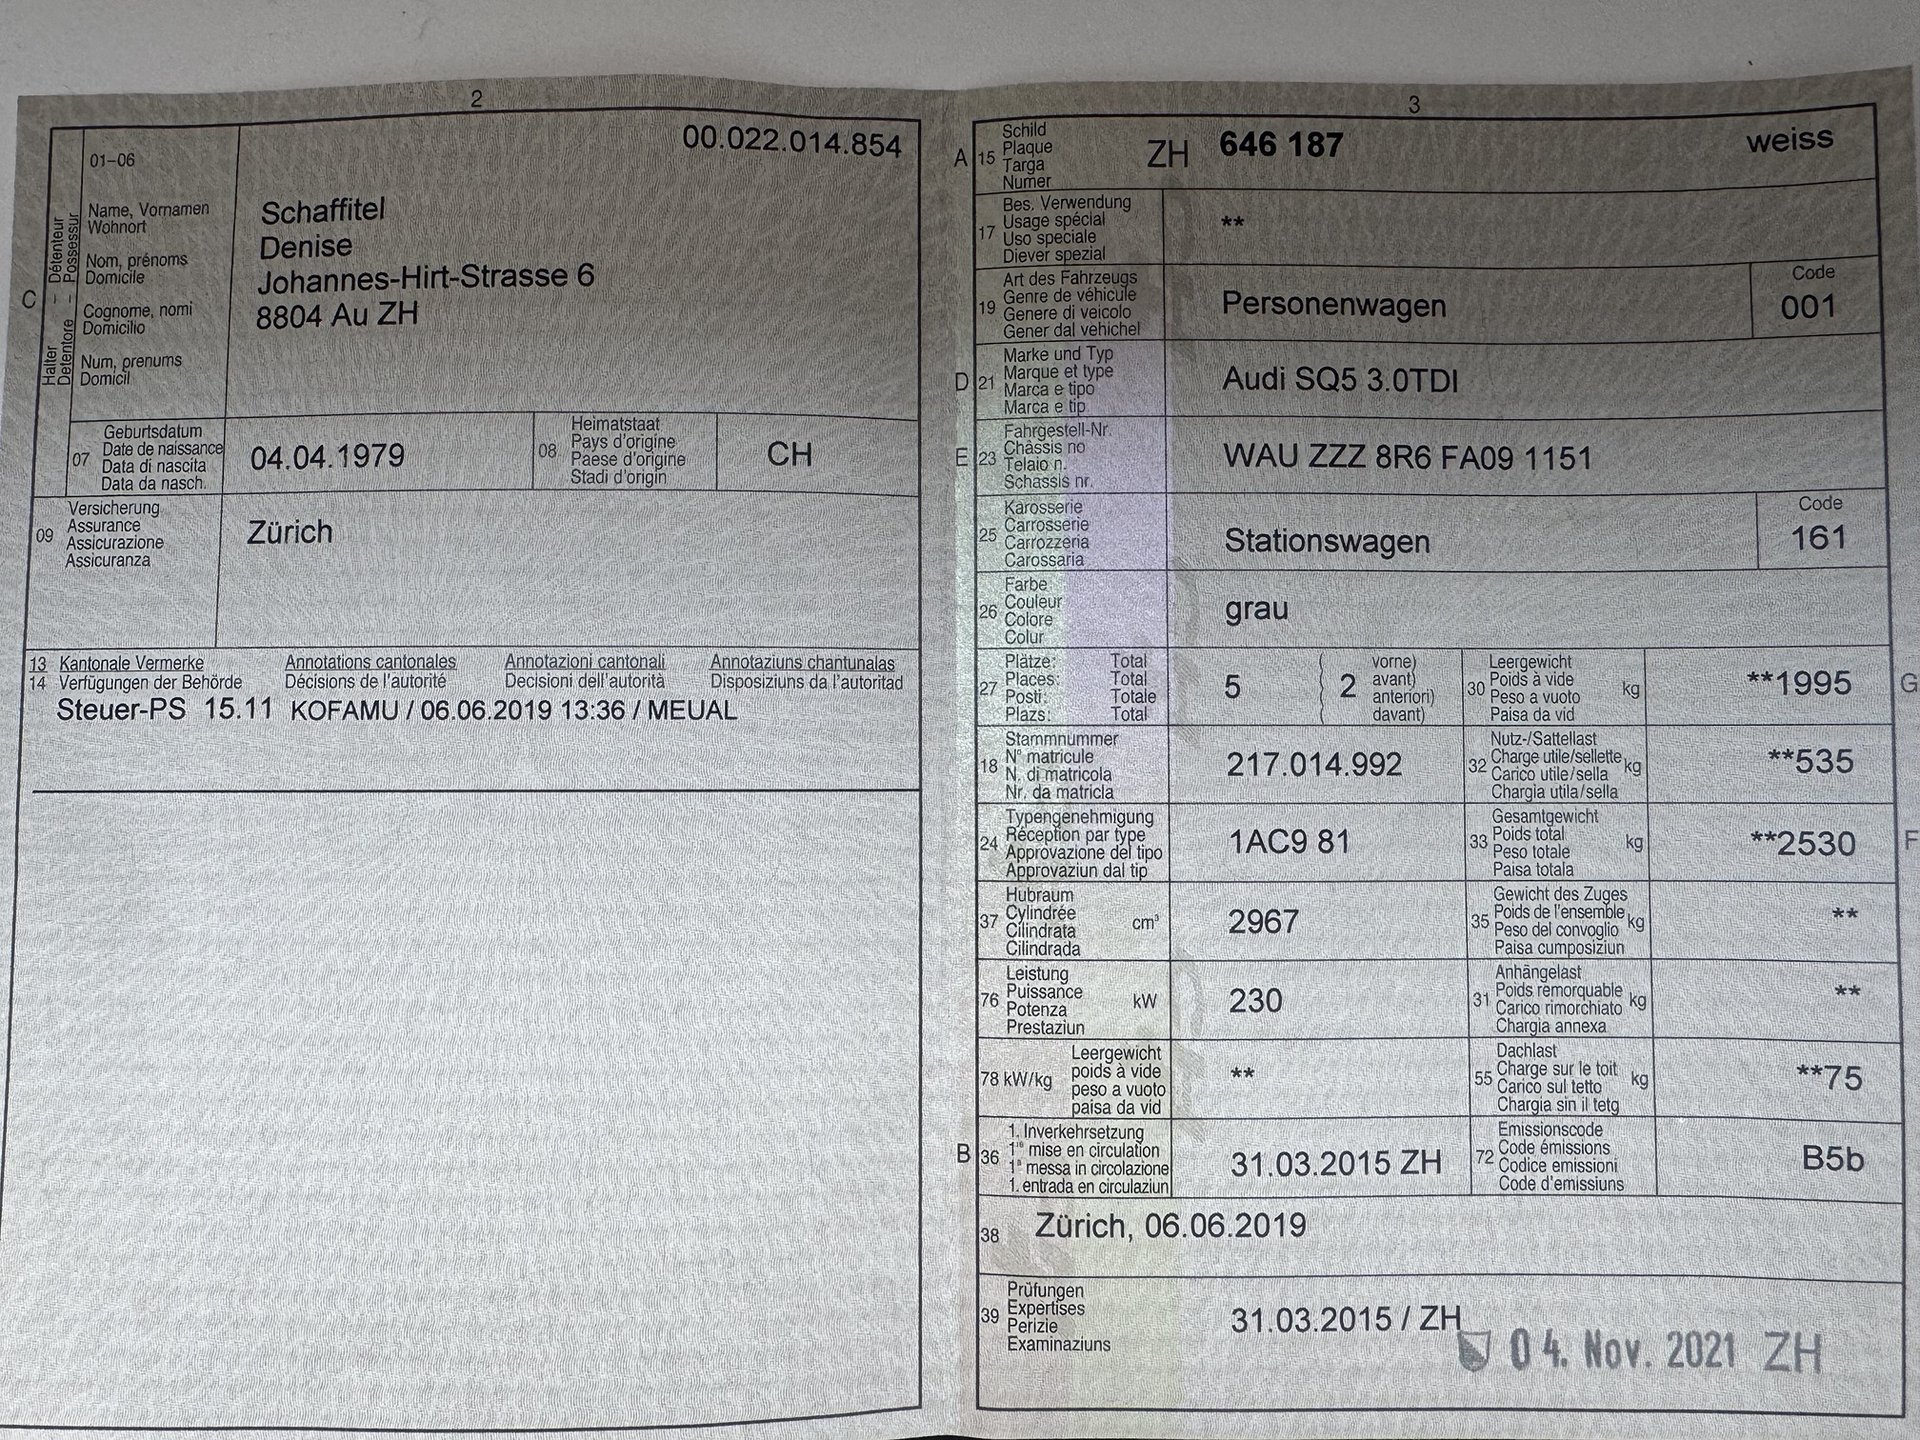 2
00.022.014.854
01–06
Halter – Détenteur
Detentore – Possessur
C
Name, Vornamen
Wohnort
Nom, prénoms
Domicile
Cognome, nomi
Domicilio
Num, prenums
Domicil
Schaffitel
Denise
Johannes-Hirt-Strasse 6
8804 Au ZH
07
Geburtsdatum
Date de naissance
Data di nascita
Data da nasch.
04.04.1979
08
Heimatstaat
Pays d'origine
Paese d'origine
Stadi d'origin
CH
09
Versicherung
Assurance
Assicurazione
Assicuranza
Zürich
13 Kantonale Vermerke Annotations cantonales Annotazioni cantonali Annotaziuns chantunalas
14 Verfügungen der Behörde Décisions de l'autorité Decisioni dell'autorità Disposiziuns da l'autoritad
Steuer-PS 15.11 KOFAMU / 06.06.2019 13:36 / MEUAL
3
A 15
Schild
Plaque
Targa
Numer
ZH 646 187 weiss
17
Bes. Verwendung
Usage spécial
Uso speciale
Diever spezial
**
19
Art des Fahrzeugs
Genre de véhicule
Genere di veicolo
Gener dal vehichel
Personenwagen
Code
001
D 21
Marke und Typ
Marque et type
Marca e tipo
Marca e tip
Audi SQ5 3.0TDI
E 23
Fahrgestell-Nr.
Châssis no
Telaio n.
Schassis nr.
WAU ZZZ 8R6 FA09 1151
25
Karosserie
Carrosserie
Carrozzeria
Carossaria
Stationswagen
Code
161
26
Farbe
Couleur
Colore
Colur
grau
27
Plätze: Total
Places: Total
Posti: Totale
Plazs: Total
5
( 2
vorne)
avant)
anteriori)
davant)
30
Leergewicht
Poids à vide
Peso a vuoto
Paisa da vid
kg
**1995
G
18
Stammnummer
N° matricule
N. di matricola
Nr. da matricla
217.014.992
32
Nutz-/Sattellast
Charge utile/sellette
Carico utile/sella
Chargia utila/sella
kg
**535
24
Typengenehmigung
Réception par type
Approvazione del tipo
Approvaziun dal tip
1AC9 81
33
Gesamtgewicht
Poids total
Peso totale
Paisa totala
kg
**2530
F
37
Hubraum
Cylindrée
Cilindrata
Cilindrada
cm³
2967
35
Gewicht des Zuges
Poids de l'ensemble
Peso del convoglio
Paisa cumposiziun
kg
**
76
Leistung
Puissance
Potenza
Prestaziun
kW
230
31
Anhängelast
Poids remorquable
Carico rimorchiato
Chargia annexa
kg
**
78 kW/kg
Leergewicht
poids à vide
peso a vuoto
paisa da vid
**
55
Dachlast
Charge sur le toit
Carico sul tetto
Chargia sin il tetg
kg
**75
B 36
1. Inverkehrsetzung
1re mise en circulation
1a messa in circolazione
1. entrada en circulaziun
31.03.2015 ZH
72
Emissionscode
Code émissions
Codice emissioni
Code d'emissiuns
B5b
38
Zürich, 06.06.2019
39
Prüfungen
Expertises
Perizie
Examinaziuns
31.03.2015 / ZH
04. Nov. 2021 ZH